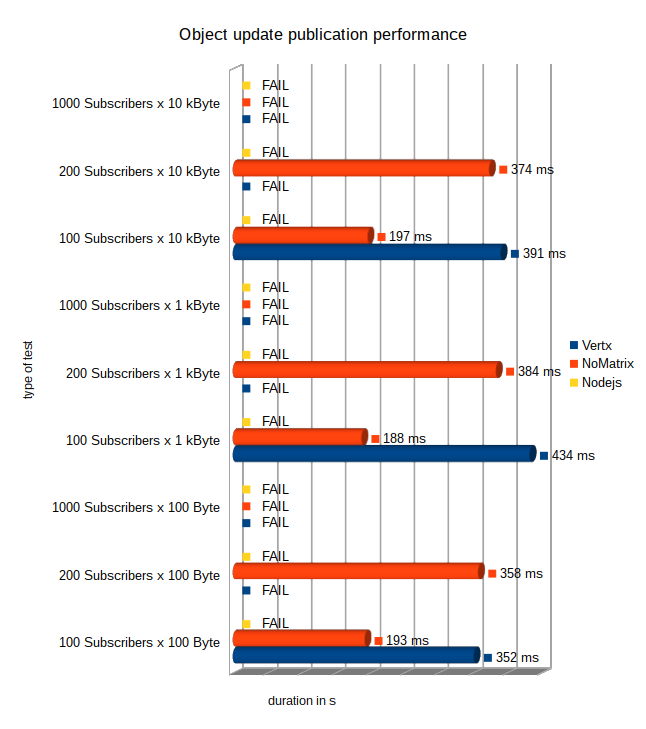 Object update publication performance
FAIL
1000 Subscribers x 10 kByte
FAIL
FAIL
FAIL
200 Subscribers x 10 kByte
374 ms
FAIL
FAIL
100 Subscribers x 10 kByte
197 ms
391 ms
FAIL
1000 Subscribers x 1 kByte
FAIL
FAIL
FAIL
200 Subscribers x 1 kByte
384 ms
FAIL
FAIL
100 Subscribers x 1 kByte
188 ms
434 ms
FAIL
1000 Subscribers x 100 Byte
FAIL
FAIL
FAIL
200 Subscribers x 100 Byte
358 ms
FAIL
FAIL
100 Subscribers x 100 Byte
193 ms
352 ms
type of test
duration in s
Vertx
NoMatrix
Nodejs